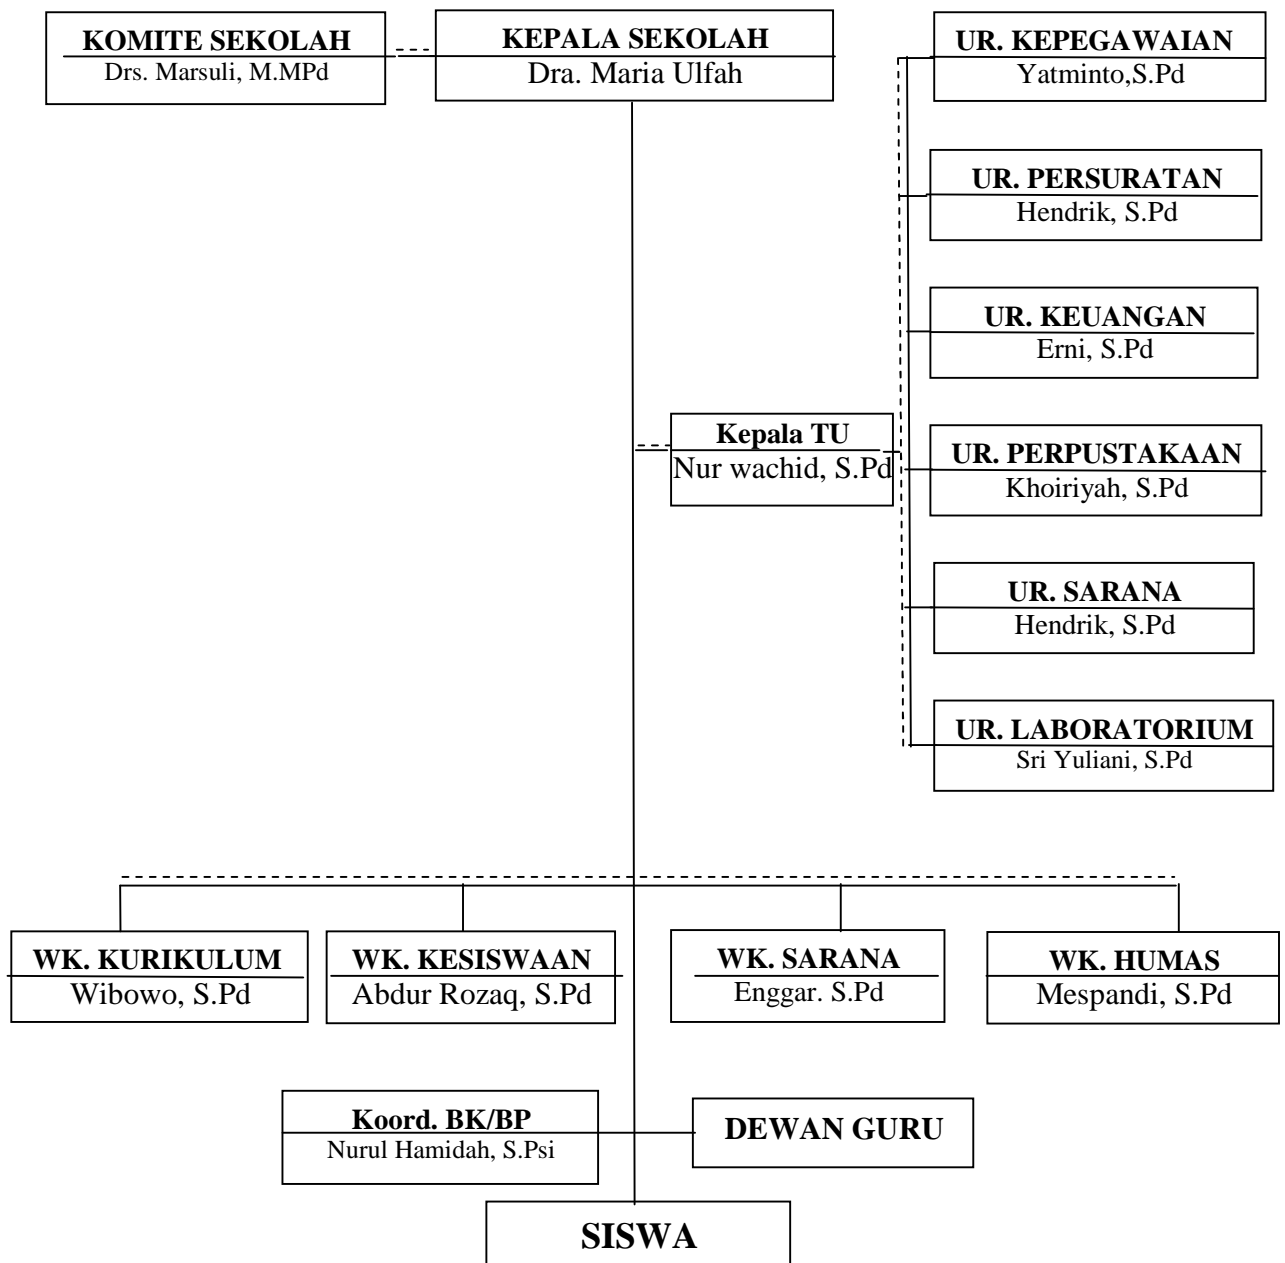 KOMITE SEKOLAH
Drs. Marsuli, M.MPd
KEPALA SEKOLAH
Dra. Maria Ulfah
UR. KEPEGAWAIAN
Yatminto,S.Pd
UR. PERSURATAN
Hendrik, S.Pd
UR. KEUANGAN
Erni, S.Pd
Kepala TU
Nur wachid, S.Pd
UR. PERPUSTAKAAN
Khoiriyah, S.Pd
UR. SARANA
Hendrik, S.Pd
UR. LABORATORIUM
Sri Yuliani, S.Pd
WK. KURIKULUM
Wibowo, S.Pd
WK. KESISWAAN
Abdur Rozaq, S.Pd
WK. SARANA
Enggar. S.Pd
WK. HUMAS
Mespandi, S.Pd
Koord. BK/BP
Nurul Hamidah, S.Psi
DEWAN GURU
SISWA